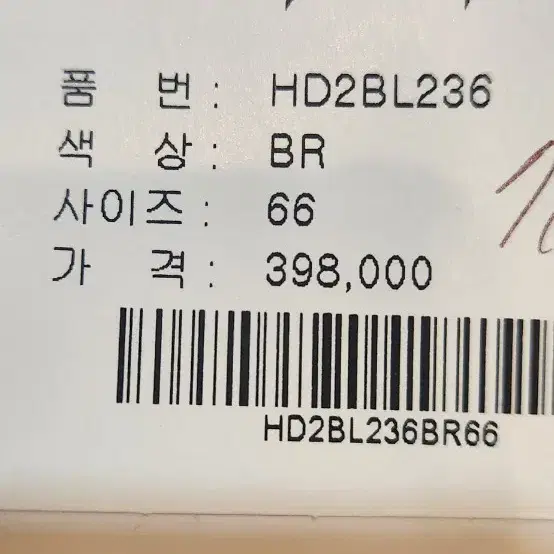 품 번 : HD2BL236
색 상 : BR
사이즈 : 66
가 격 : 398,000
HD2BL236BR66